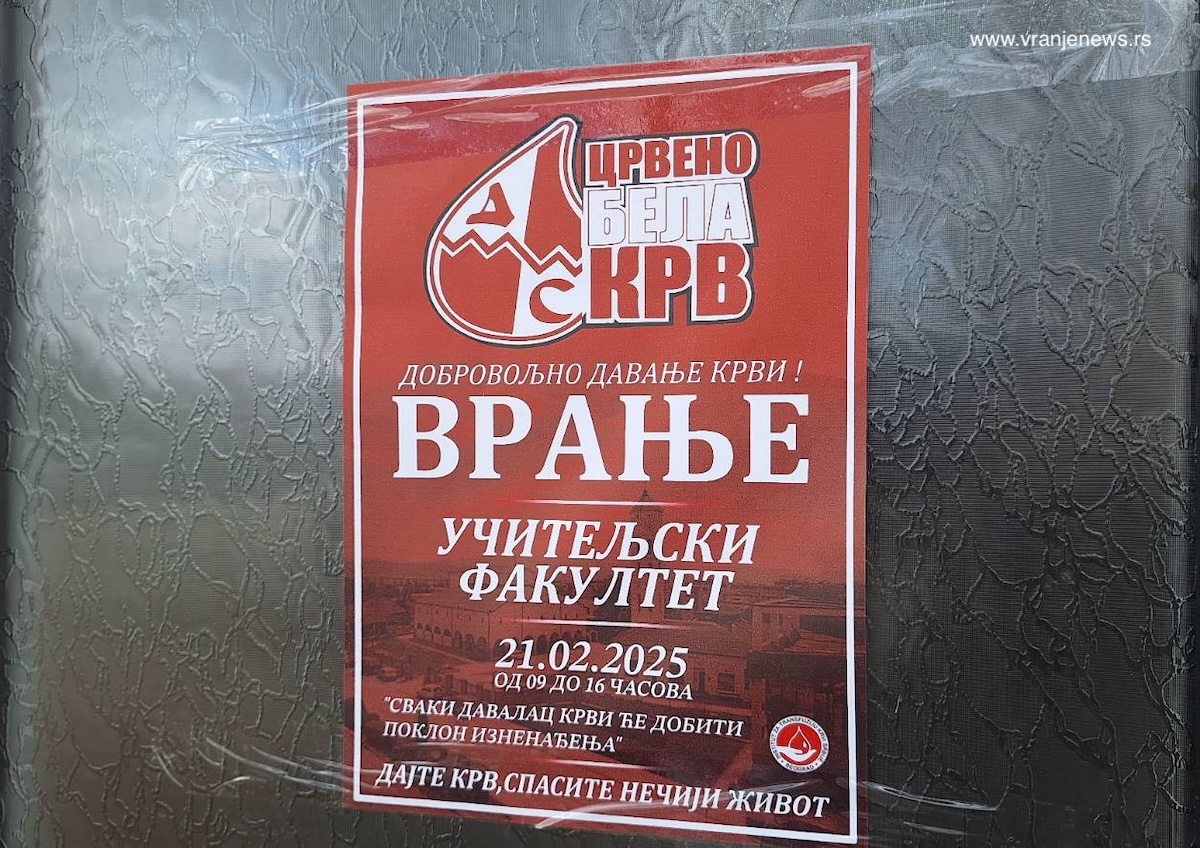 www.vranjenews.rs
Д
С
ЦРВЕНО
БЕЛА
КРВ
ДОБРОВОЉНО ДАВАЊЕ КРВИ !
ВРАЊЕ
УЧИТЕЉСКИ
ФАКУЛТЕТ
21.02.2025
ОД 09 ДО 16 ЧАСОВА
"СВАКИ ДАВАЛАЦ КРВИ ЋЕ ДОБИТИ
ПОКЛОН ИЗНЕНАЂЕЊА"
ДАЈТЕ КРВ,СПАСИТЕ НЕЧИЈИ ЖИВОТ